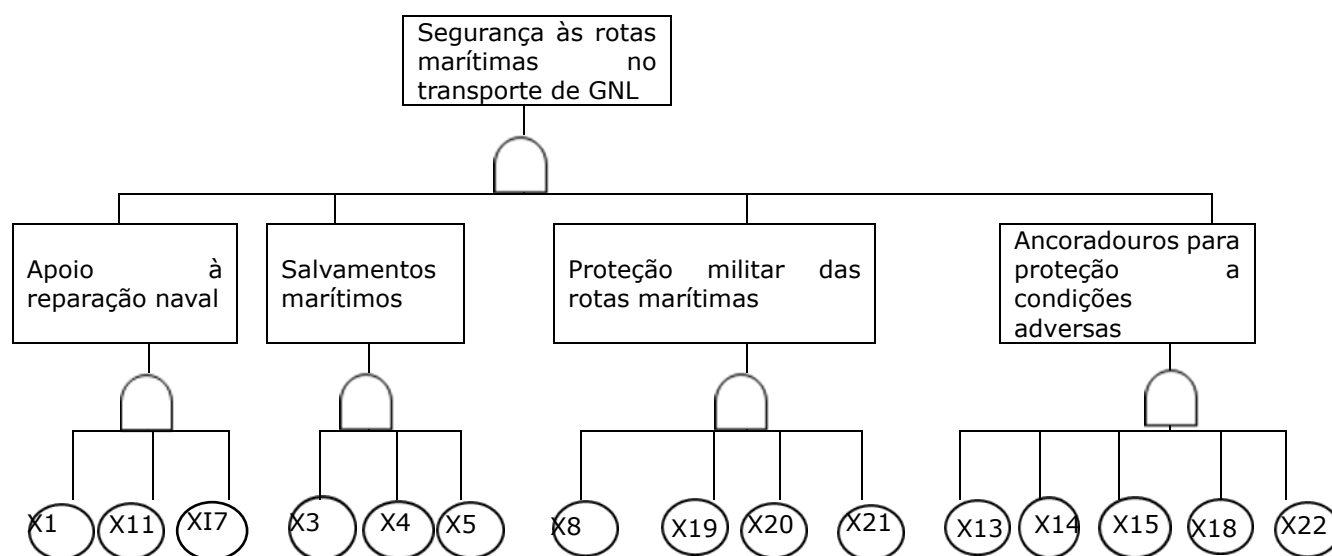 Segurança às rotas
marítimas no
transporte de GNL
Apoio à
reparação naval
Salvamentos
marítimos
Proteção militar das
rotas marítimas
Ancoradouros para
proteção a
condições
adversas
X1 X11 XI7 X3 X4 X5 X8 X19 X20 X21 X13 X14 X15 X18 X22